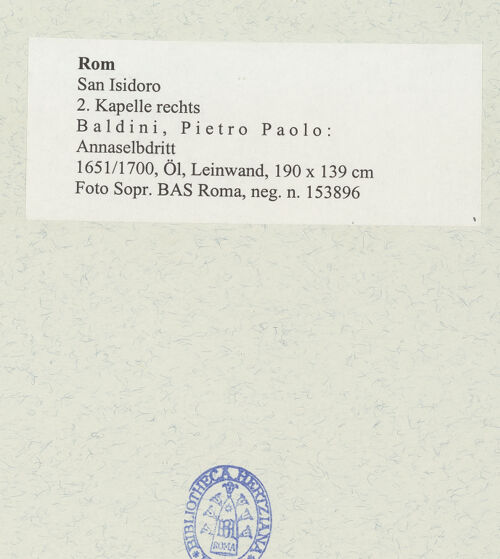 Rom
San Isidoro
2. Kapelle rechts
Baldini, Pietro Paolo:
Annaselbdritt
1651/1700, Öl, Leinwand, 190 x 139 cm
Foto Sopr. BAS Roma, neg. n. 153896
BIBLIOTHECA HERTZIANA
ROMA